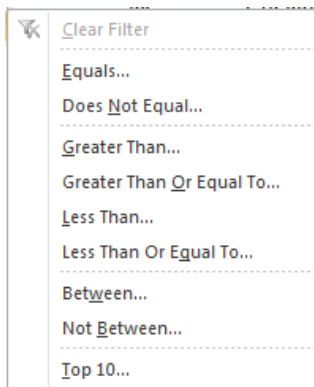 Clear Filter
Equals...
Does Not Equal...
Greater Than...
Greater Than Or Equal To...
Less Than...
Less Than Or Equal To...
Between...
Not Between...
Top 10...